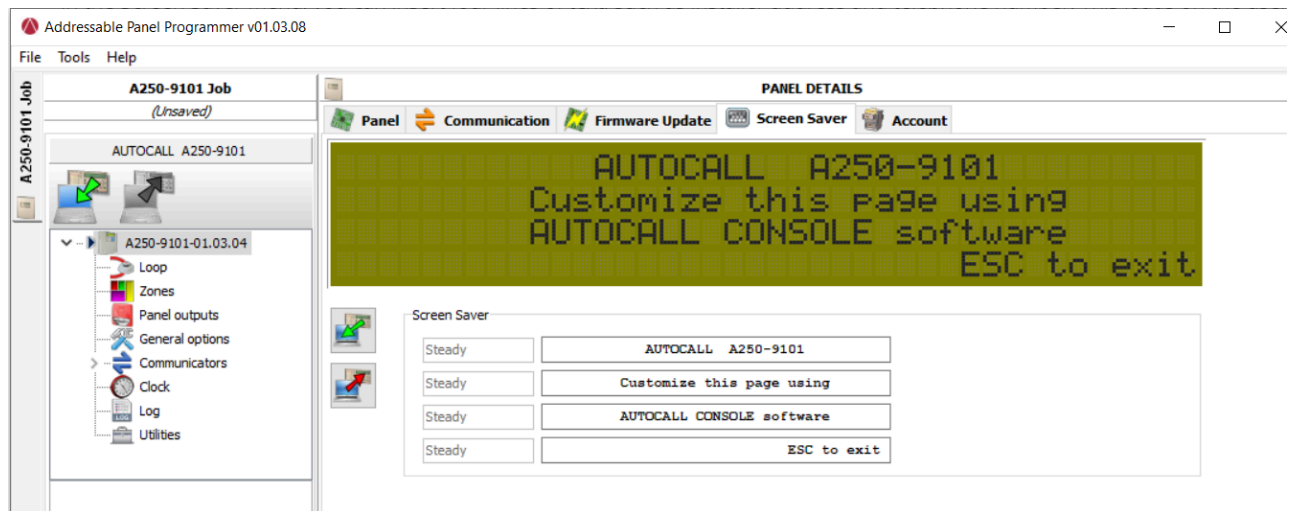 Addressable Panel Programmer v01.03.08
File Tools Help
A250-9101 Job
A250-9101 Job
(Unsaved)
AUTOCALL A250-9101
A250-9101-01.03.04
Loop
Zones
Panel outputs
General options
Communicators
Clock
Log
LOG
Utilities
PANEL DETAILS
Panel Communication Firmware Update Screen Saver Account
AUTOCALL A250-9101
Customize this page using
AUTOCALL CONSOLE software
ESC to exit
Screen Saver
Steady AUTOCALL A250-9101
Steady Customize this page using
Steady AUTOCALL CONSOLE software
Steady ESC to exit